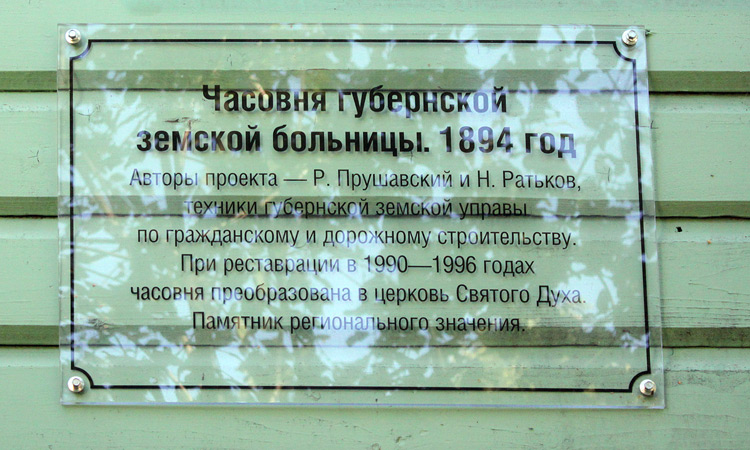 Часовня губернской
земской больницы. 1894 год
Авторы проекта — Р. Прушавский и Н. Ратьков,
техники губернской земской управы
по гражданскому и дорожному строительству.
При реставрации в 1990—1996 годах
часовня преобразована в церковь Святого Духа.
Памятник регионального значения.